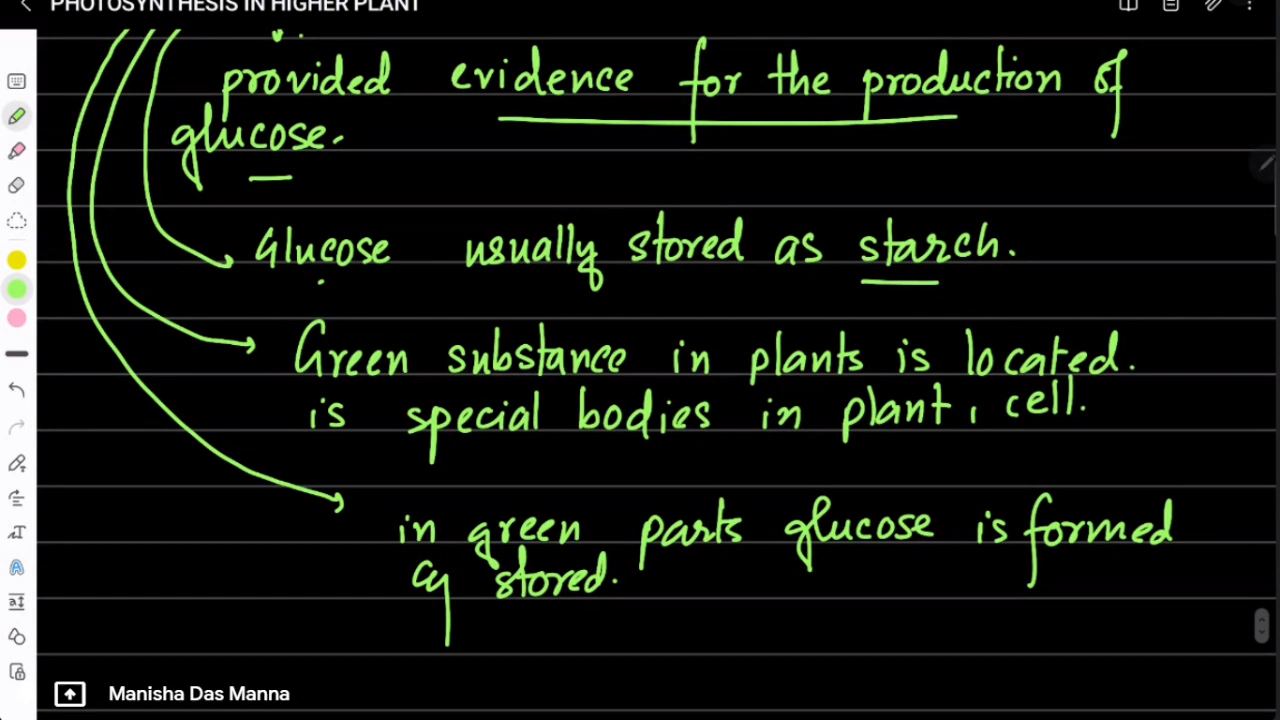 PHOTOSYNTHESIS IN HIGHER PLANT
provided evidence for the production of
glucose.
Glucose usually stored as starch.
Green substance in plants is located.
is special bodies in plant, cell.
in green parts glucose is formed
stored.
Manisha Das Manna